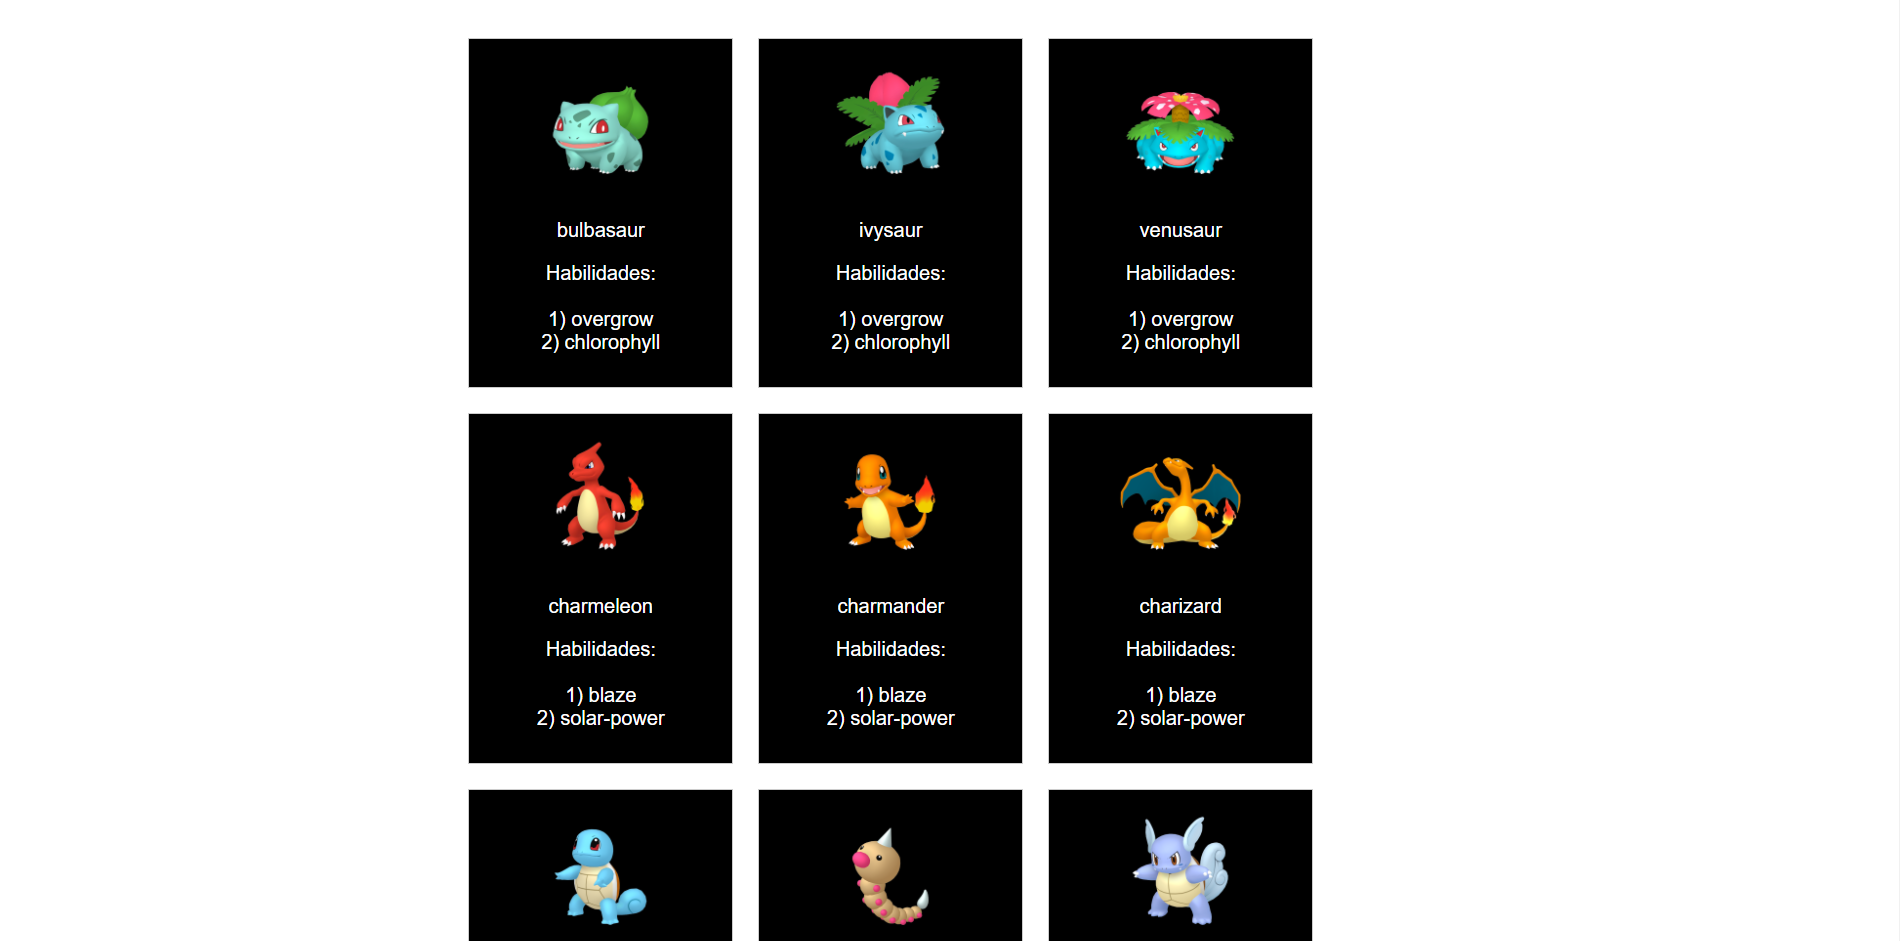 bulbasaur
Habilidades:
1) overgrow
2) chlorophyll
ivysaur
Habilidades:
1) overgrow
2) chlorophyll
venusaur
Habilidades:
1) overgrow
2) chlorophyll
charmeleon
Habilidades:
1) blaze
2) solar-power
charmander
Habilidades:
1) blaze
2) solar-power
charizard
Habilidades:
1) blaze
2) solar-power